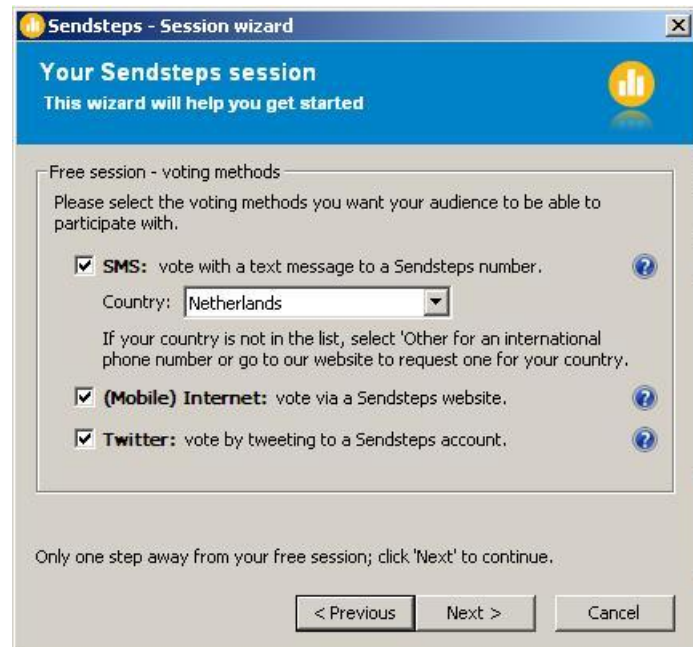 Sendsteps - Session wizard
Your Sendsteps session
This wizard will help you get started
Free session - voting methods
Please select the voting methods you want your audience to be able to
participate with.
SMS: vote with a text message to a Sendsteps number.
Country: Netherlands
If your country is not in the list, select 'Other for an international
phone number or go to our website to request one for your country.
(Mobile) Internet: vote via a Sendsteps website.
Twitter: vote by tweeting to a Sendsteps account.
Only one step away from your free session; click 'Next' to continue.
< Previous Next > Cancel